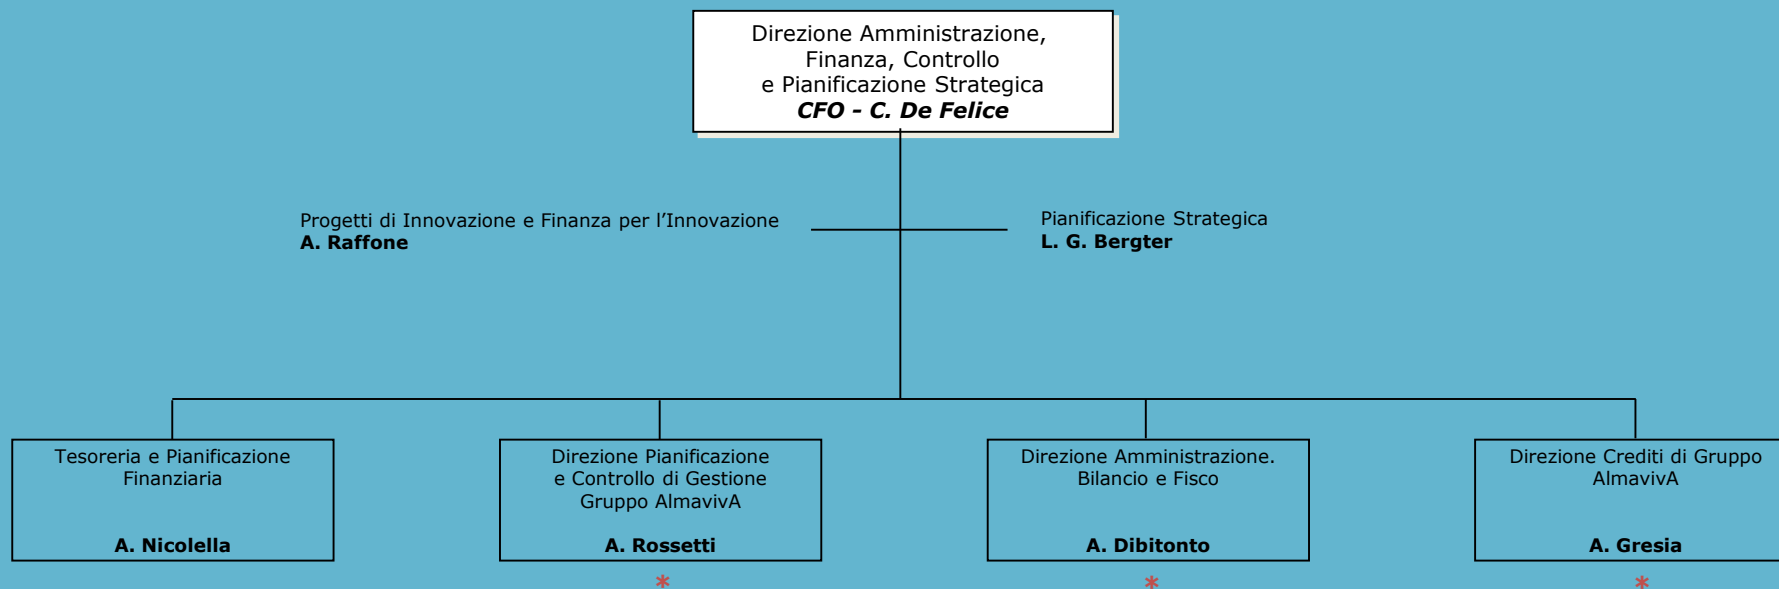 Direzione Amministrazione,
Finanza, Controllo
e Pianificazione Strategica
CFO – C. De Felice
Progetti di Innovazione e Finanza per l’Innovazione
A. Raffone
Pianificazione Strategica
L. G. Bergter
Tesoreria e Pianificazione
Finanziaria
A. Nicolella
Direzione Pianificazione
e Controllo di Gestione
Gruppo AlmavivA
A. Rossetti
*
Direzione Amministrazione.
Bilancio e Fisco
A. Dibitonto
*
Direzione Crediti di Gruppo
AlmavivA
A. Gresia
*